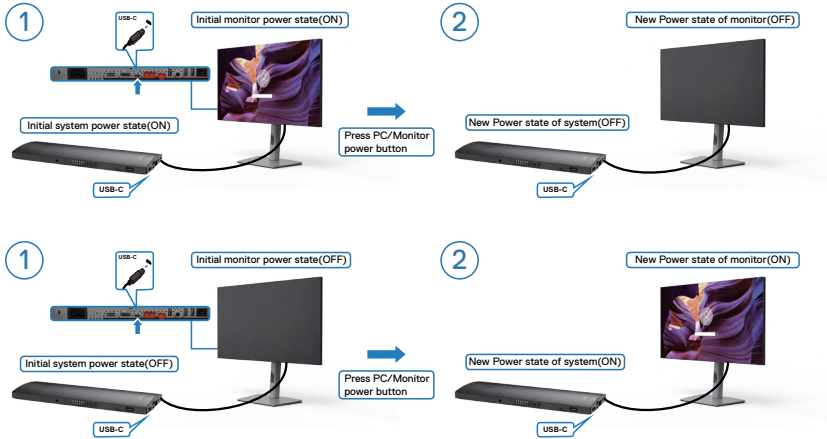 1
USB-C
Initial monitor power state(ON)
Initial system power state(ON)
USB-C
Press PC/Monitor
power button
2
New Power state of monitor(OFF)
New Power state of system(OFF)
USB-C
1
USB-C
Initial monitor power state(OFF)
Initial system power state(OFF)
USB-C
Press PC/Monitor
power button
2
New Power state of monitor(ON)
New Power state of system(ON)
USB-C